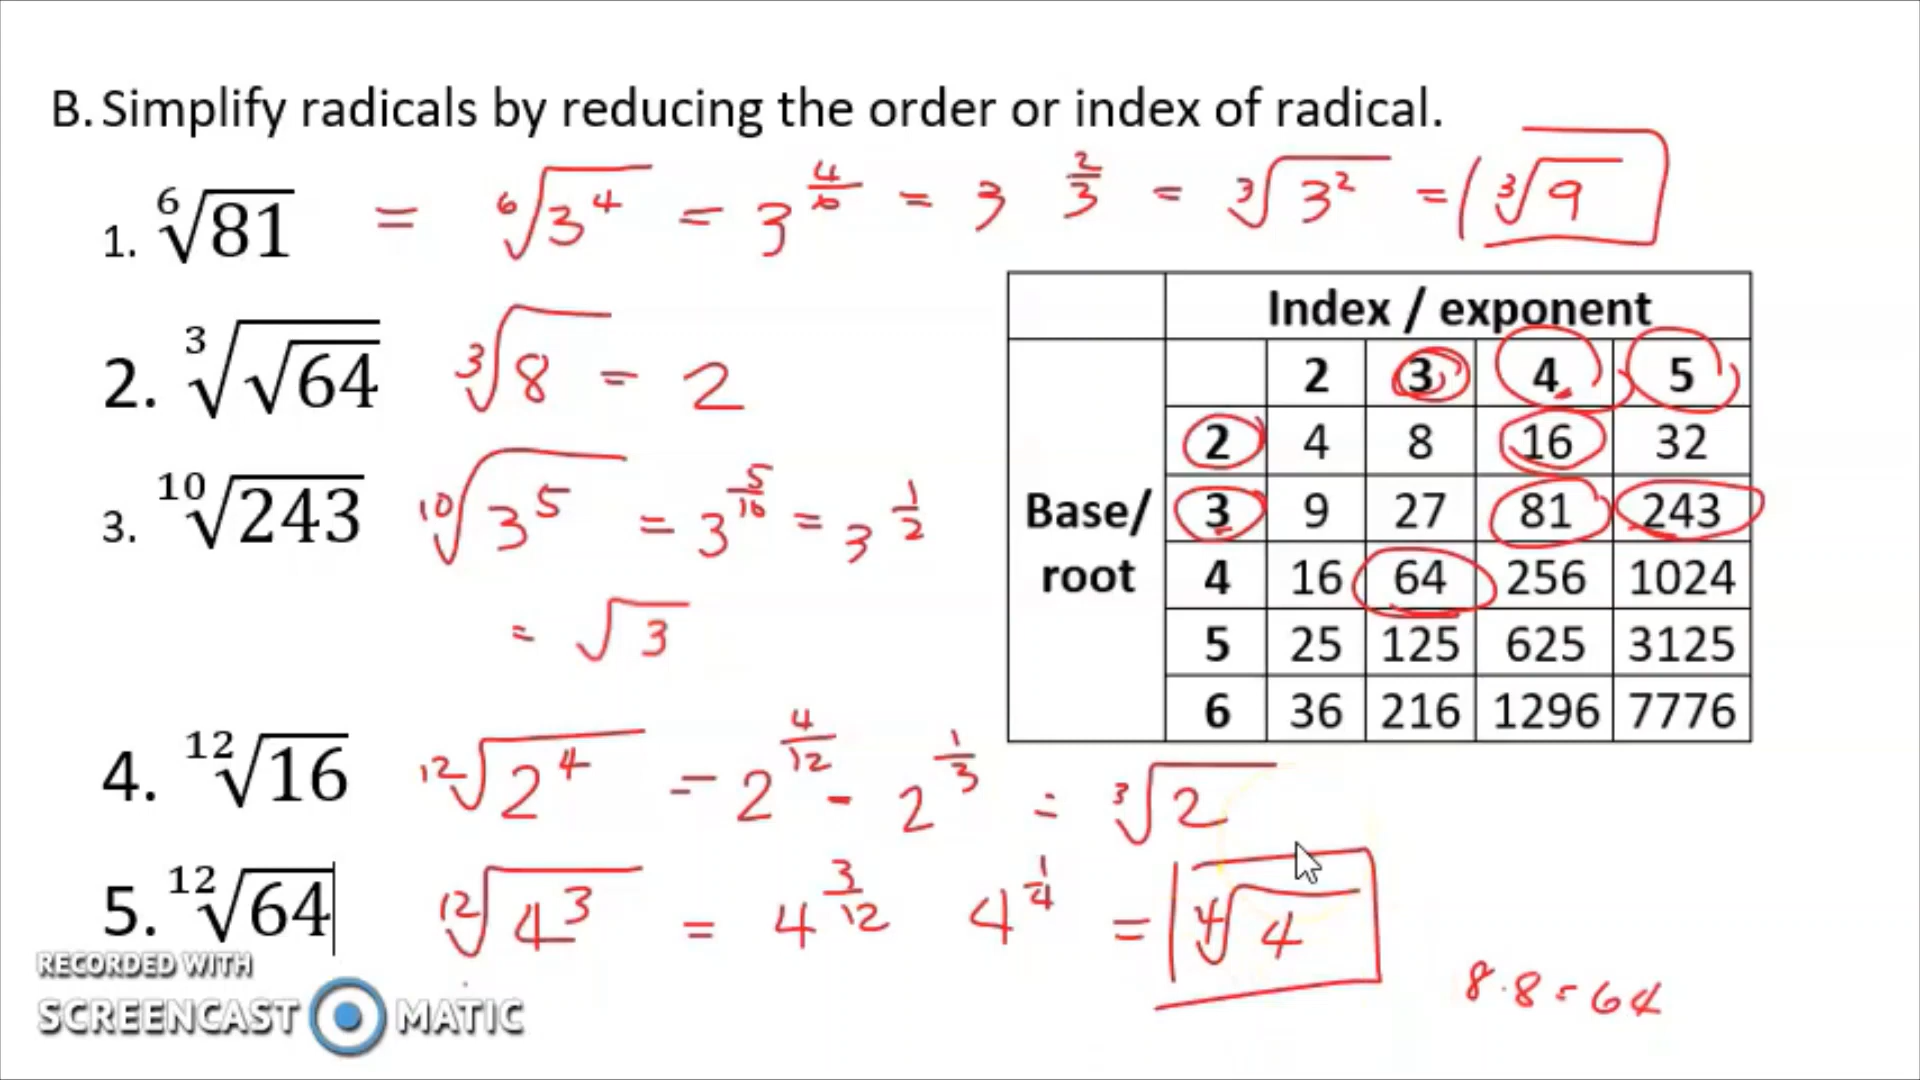 B. Simplify radicals by reducing the order or index of radical.
1. ⁶√81 = ⁶√3⁴ = 3^(4/6) = 3^(2/3) = ³√3² = ³√9
2. ³√√64 ³√8 = 2
3. ¹⁰√243 ¹⁰√3⁵ = 3^(5/10) = 3^(1/2)
= √3
4. ¹²√16 ¹²√2⁴ = 2^(4/12) - 2^(1/3) = ³√2
5. ¹²√64 ¹²√4³ = 4^(3/12) 4^(1/4) = ⁴√4
8·8=64
Index / exponent
2 3 4 5
Base/
root
2 4 8 16 32
3 9 27 81 243
4 16 64 256 1024
5 25 125 625 3125
6 36 216 1296 7776
RECORDED WITH
SCREENCAST MATIC